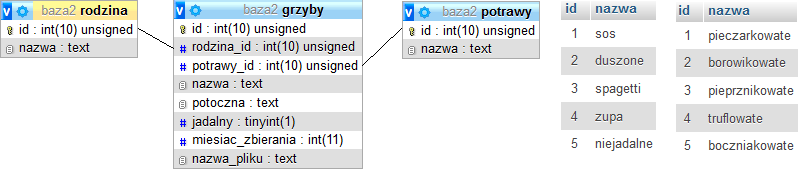 baza2 rodzina
id : int(10) unsigned
nazwa : text
baza2 grzyby
id : int(10) unsigned
rodzina_id : int(10) unsigned
potrawy_id : int(10) unsigned
nazwa : text
potoczna : text
jadalny : tinyint(1)
miesiac_zbierania : int(11)
nazwa_pliku : text
baza2 potrawy
id : int(10) unsigned
nazwa : text
id nazwa
1 sos
2 duszone
3 spagetti
4 zupa
5 niejadalne
id nazwa
1 pieczarkowate
2 borowikowate
3 pieprznikowate
4 truflowate
5 boczniakowate